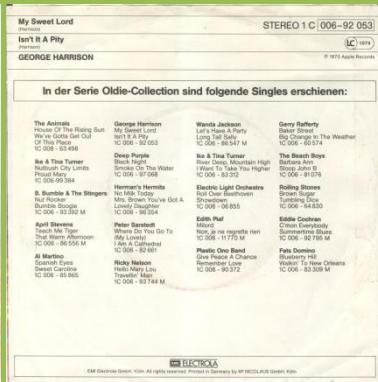 My Sweet Lord
(Harrison)
Isn't It A Pity
(Harrison)
GEORGE HARRISON
STEREO 1 C 006-92 053
LC 1974
℗ 1970 Apple Records
In der Serie Oldie-Collection sind folgende Singles erschienen:
The Animals
House Of The Rising Sun
We've Gotta Get Out
Of This Place
1C 008 - 63 498
Ike & Tina Turner
Nutbush City Limits
Proud Mary
1C 006-99 384
B. Bumble & The Stingers
Nut Rocker
Bumble Boogie
1C 006 - 93 392 M
April Stevens
Teach Me Tiger
That Warm Afternoon
1C 006 - 86 556 M
Al Martino
Spanish Eyes
Sweet Caroline
1C 006 - 85 865
George Harrison
My Sweet Lord
Isn't It A Pity
1C 006 - 92 053
Deep Purple
Black Night
Smoke On The Water
1C 006 - 97 068
Herman's Hermits
No Milk Today
Mrs. Brown You've Got A
Lovely Daughter
1C 006 - 96 354
Peter Sarstedt
Where Do You Go To
(My Lovely)
I Am A Cathedral
1C 006 - 82 661
Ricky Nelson
Hello Mary Lou
Travellin' Man
1C 006 - 93 744 M
Wanda Jackson
Let's Have A Party
Long Tall Sally
1C 006 - 86 547 M
Ike & Tina Turner
River Deep, Mountain High
I Want To Take You Higher
1C 006 - 83 312
Electric Light Orchestra
Roll Over Beethoven
Showdown
1C 006 - 06 855
Edith Piaf
Milord
Non, je ne regrette rien
1C 006 - 11770 M
Plastic Ono Band
Give Peace A Chance
Remember Love
1C 006 - 90 372
Gerry Rafferty
Baker Street
Big Change In The Weather
1C 006 - 60 574
The Beach Boys
Barbara Ann
Sloop John B
1C 006 - 81 076
Rolling Stones
Brown Sugar
Tumbling Dice
1C 006 - 64 830
Eddie Cochran
C'mon Everybody
Summertime Blues
1C 006 - 92 795 M
Fats Domino
Blueberry Hill
Walkin' To New Orleans
1C 006 - 83 309 M
EMI ELECTROLA
EMI Electrola GmbH, Köln. All rights reserved. Printed in Germany by 4P NICOLAUS GmbH, Köln